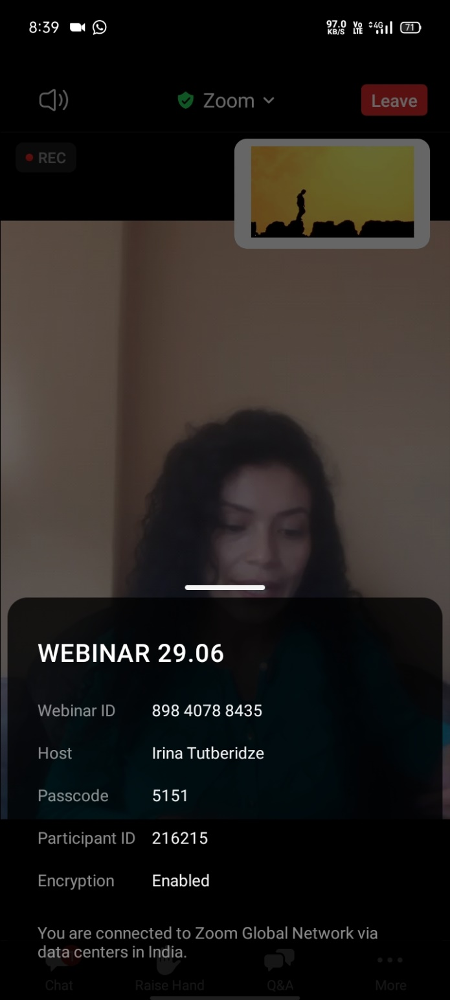 8:39 97.0 KB/S Vo LTE 4G 71
Zoom Leave
REC
WEBINAR 29.06
Webinar ID 898 4078 8435
Host Irina Tutberidze
Passcode 5151
Participant ID 216215
Encryption Enabled
You are connected to Zoom Global Network via
data centers in India.
Chat Raise Hand Q&A More